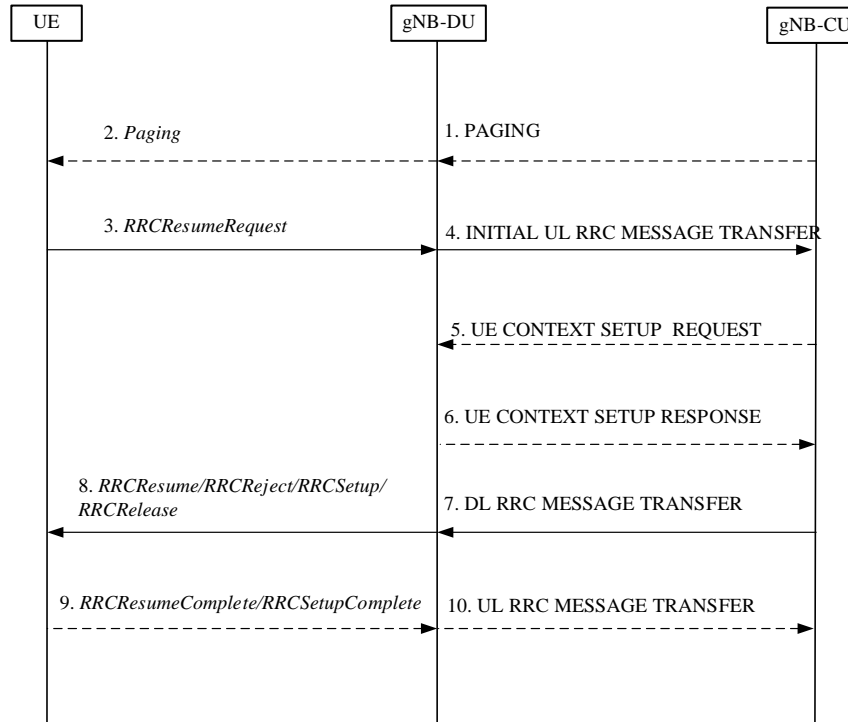 UE
gNB-DU
gNB-CU
2. Paging
1. PAGING
3. RRCResumeRequest
4. INITIAL UL RRC MESSAGE TRANSFER
5. UE CONTEXT SETUP REQUEST
6. UE CONTEXT SETUP RESPONSE
8. RRCResume/RRCReject/RRCSetup/
RRCRelease
7. DL RRC MESSAGE TRANSFER
9. RRCResumeComplete/RRCSetupComplete
10. UL RRC MESSAGE TRANSFER